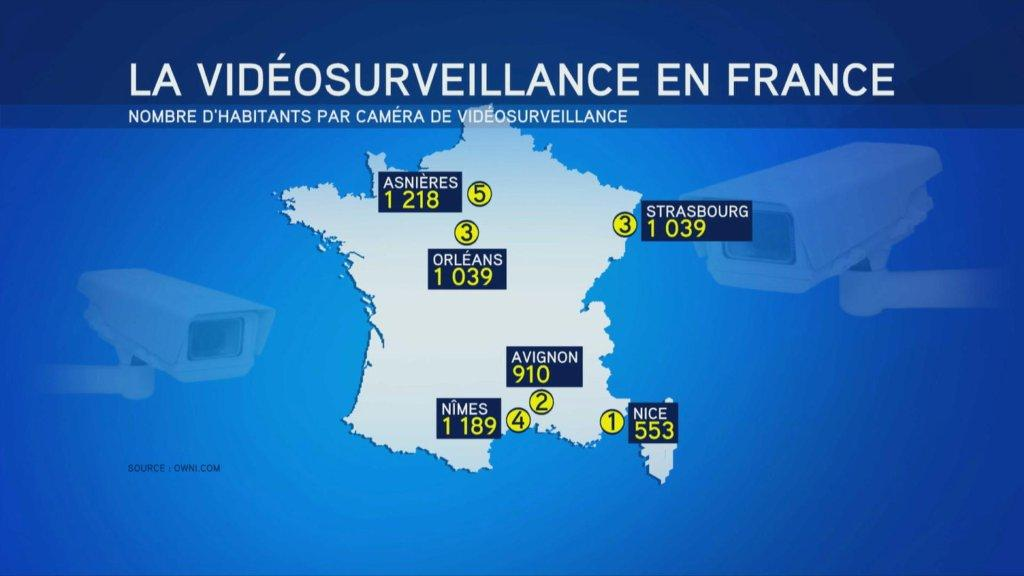 LA VIDÉOSURVEILLANCE EN FRANCE
NOMBRE D'HABITANTS PAR CAMÉRA DE VIDÉOSURVEILLANCE
ASNIÈRES
1 218
5
3
ORLÉANS
1 039
3
STRASBOURG
1 039
AVIGNON
910
2
NÎMES
1 189
4
1
NICE
553
SOURCE : OWNI.COM